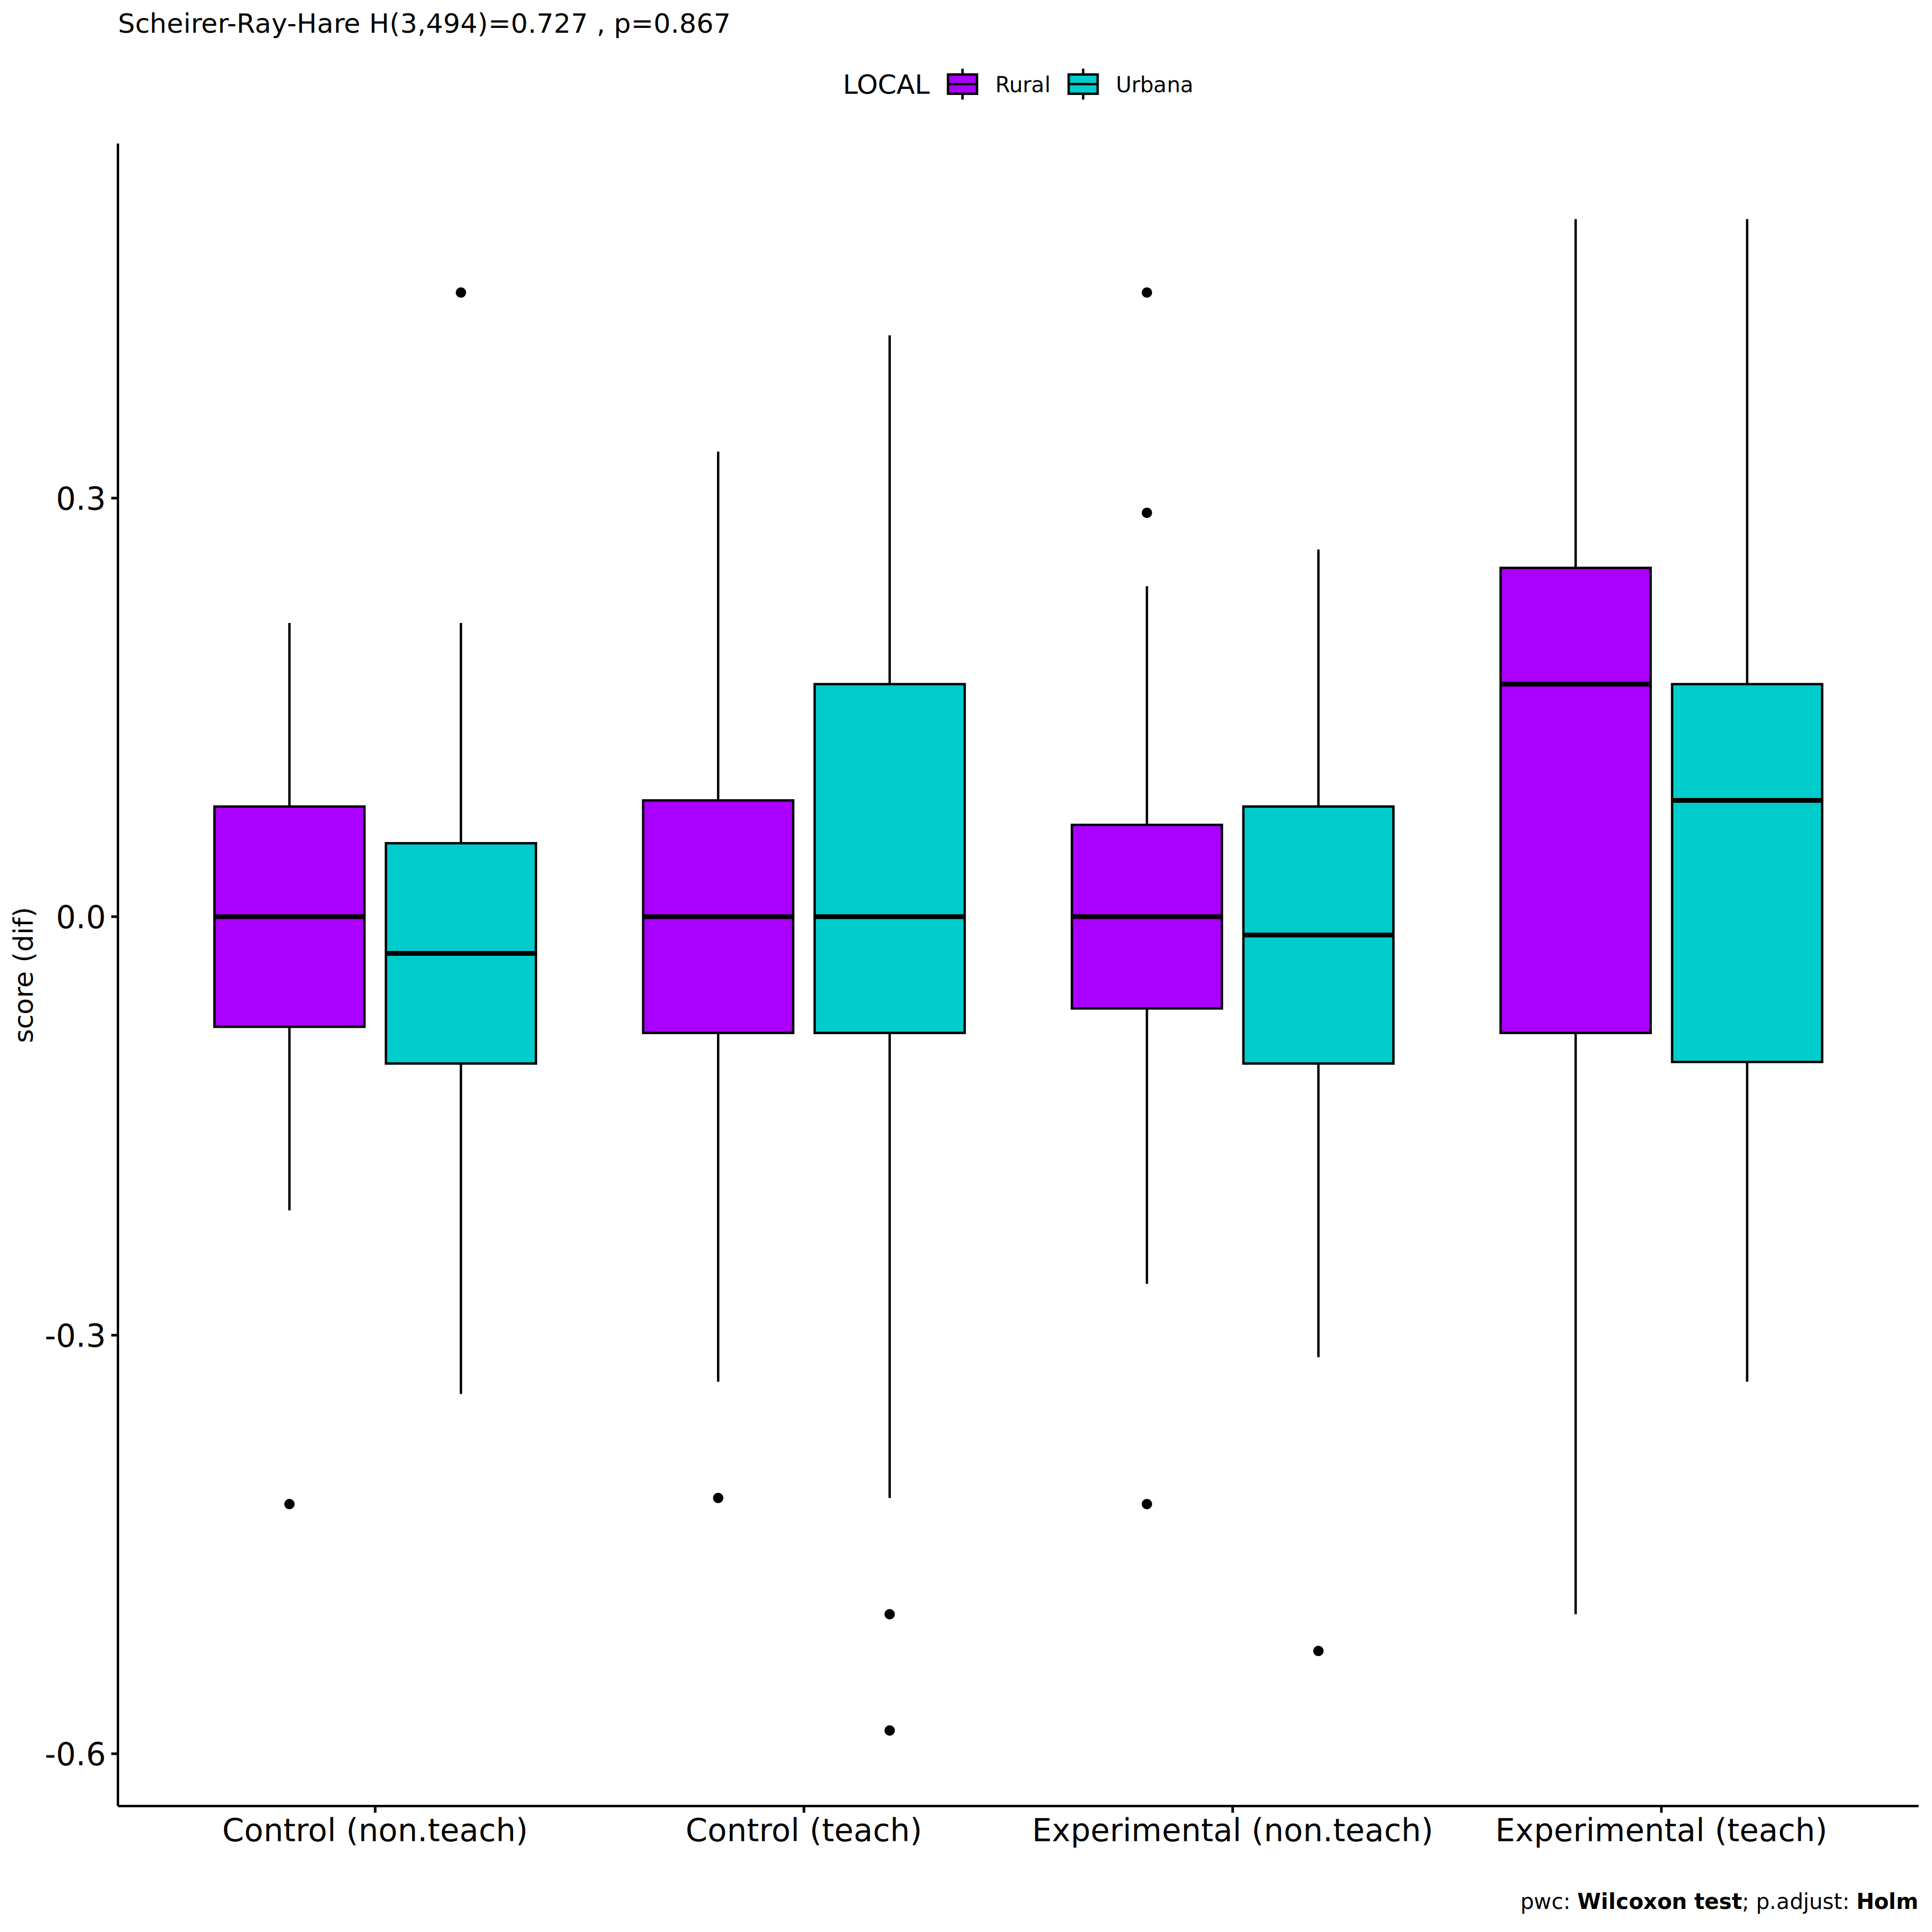 Scheirer-Ray-Hare H(3,494)=0.727 , p=0.867
LOCAL Rural Urbana
score (dif)
0.3
0.0
-0.3
-0.6
Control (non.teach) Control (teach) Experimental (non.teach) Experimental (teach)
pwc: Wilcoxon test; p.adjust: Holm